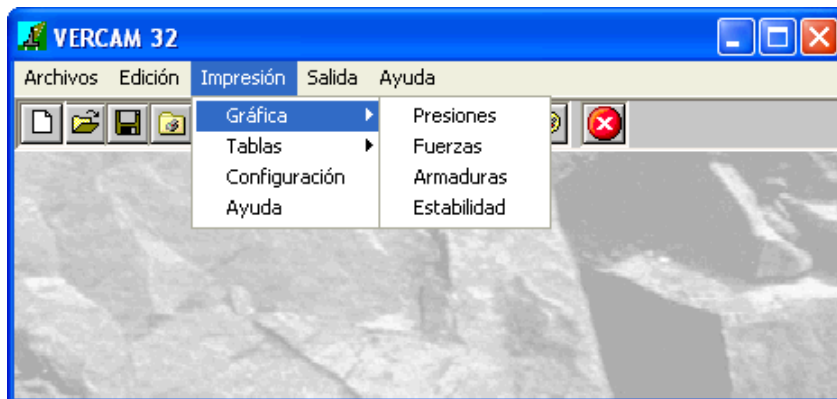 VERCAM 32
Archivos Edición Impresión Salida Ayuda
Gráfica
Tablas
Configuración
Ayuda
Presiones
Fuerzas
Armaduras
Estabilidad